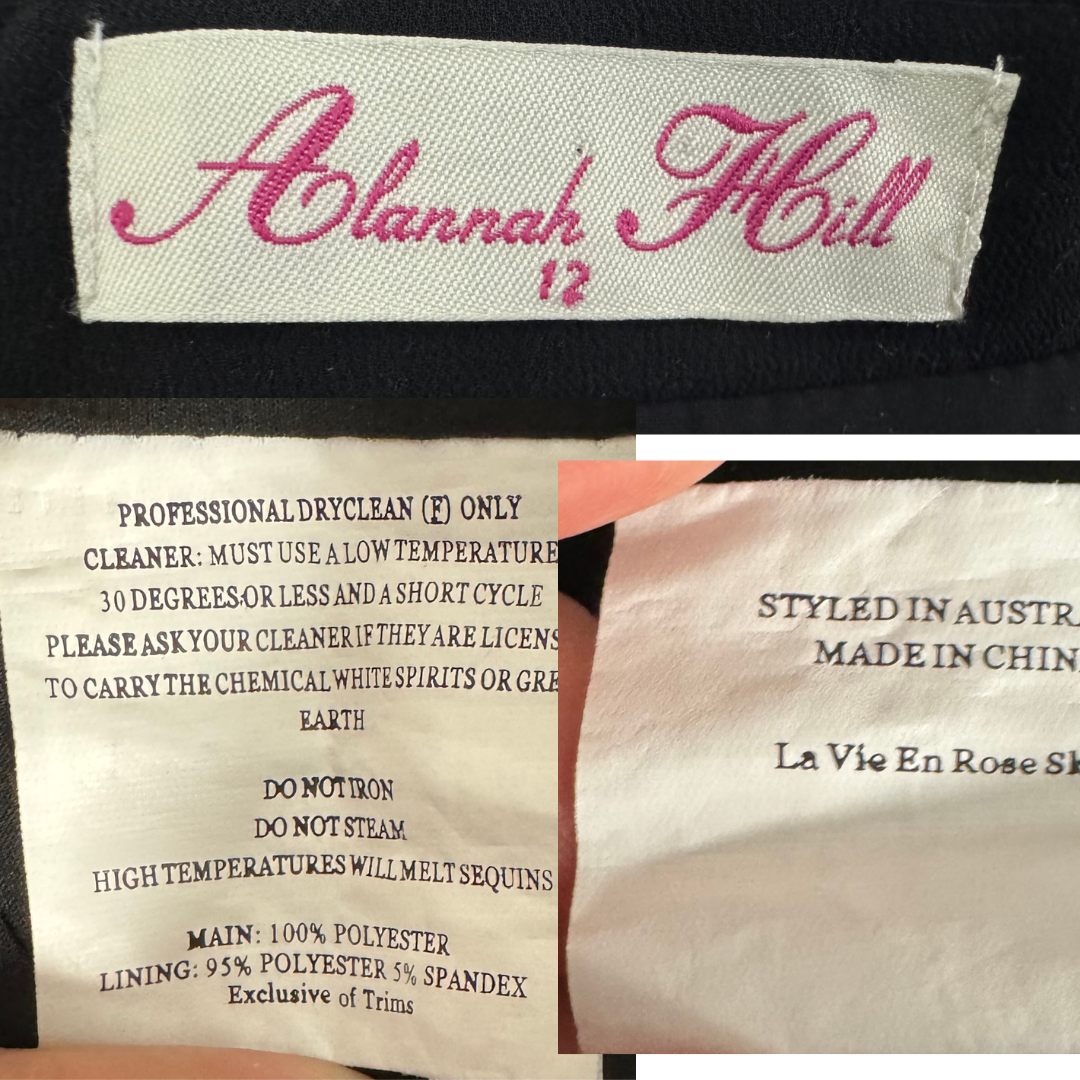 Alannah Hill
12
PROFESSIONAL DRYCLEAN (F) ONLY
CLEANER: MUST USE A LOW TEMPERATURE
30 DEGREES OR LESS AND A SHORT CYCLE
PLEASE ASK YOUR CLEANER IF THEY ARE LICENS
TO CARRY THE CHEMICAL WHITE SPIRITS OR GRE
EARTH
DO NOT IRON
DO NOT STEAM
HIGH TEMPERATURES WILL MELT SEQUINS
MAIN: 100% POLYESTER
LINING: 95% POLYESTER 5% SPANDEX
Exclusive of Trims
STYLED IN AUSTRA
MADE IN CHIN
La Vie En Rose Sk